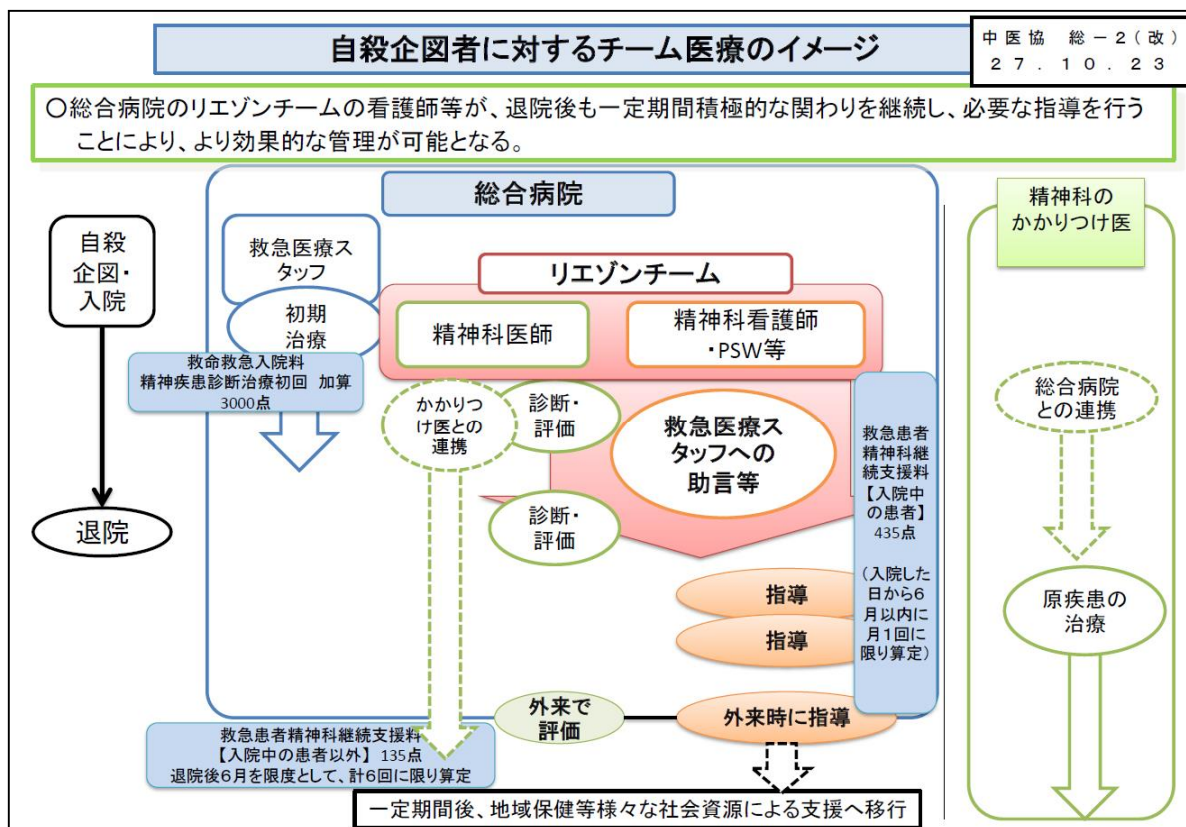 自殺企図者に対するチーム医療のイメージ
中医協 総－2(改)
27.10.23
〇総合病院のリエゾンチームの看護師等が、退院後も一定期間積極的な関わりを継続し、必要な指導を行う
ことにより、より効果的な管理が可能となる。
自殺
企図・
入院
退院
総合病院
救急医療ス
タッフ
初期
治療
救命救急入院料
精神疾患診断治療初回 加算
3000点
リエゾンチーム
精神科医師
精神科看護師
・PSW等
かかりつ
け医との
連携
診断・
評価
診断・
評価
救急医療ス
タッフへの
助言等
救急患者
精神科継
続支援料
【入院中
の患者】
435点
(入院した
日から6
月以内に
月1回に
限り算定)
指導
指導
外来で
評価
外来時に指導
救急患者精神科継続支援料
【入院中の患者以外】 135点
退院後6月を限度として、計6回に限り算定
一定期間後、地域保健等様々な社会資源による支援へ移行
精神科の
かかりつけ医
総合病院
との連携
原疾患の
治療